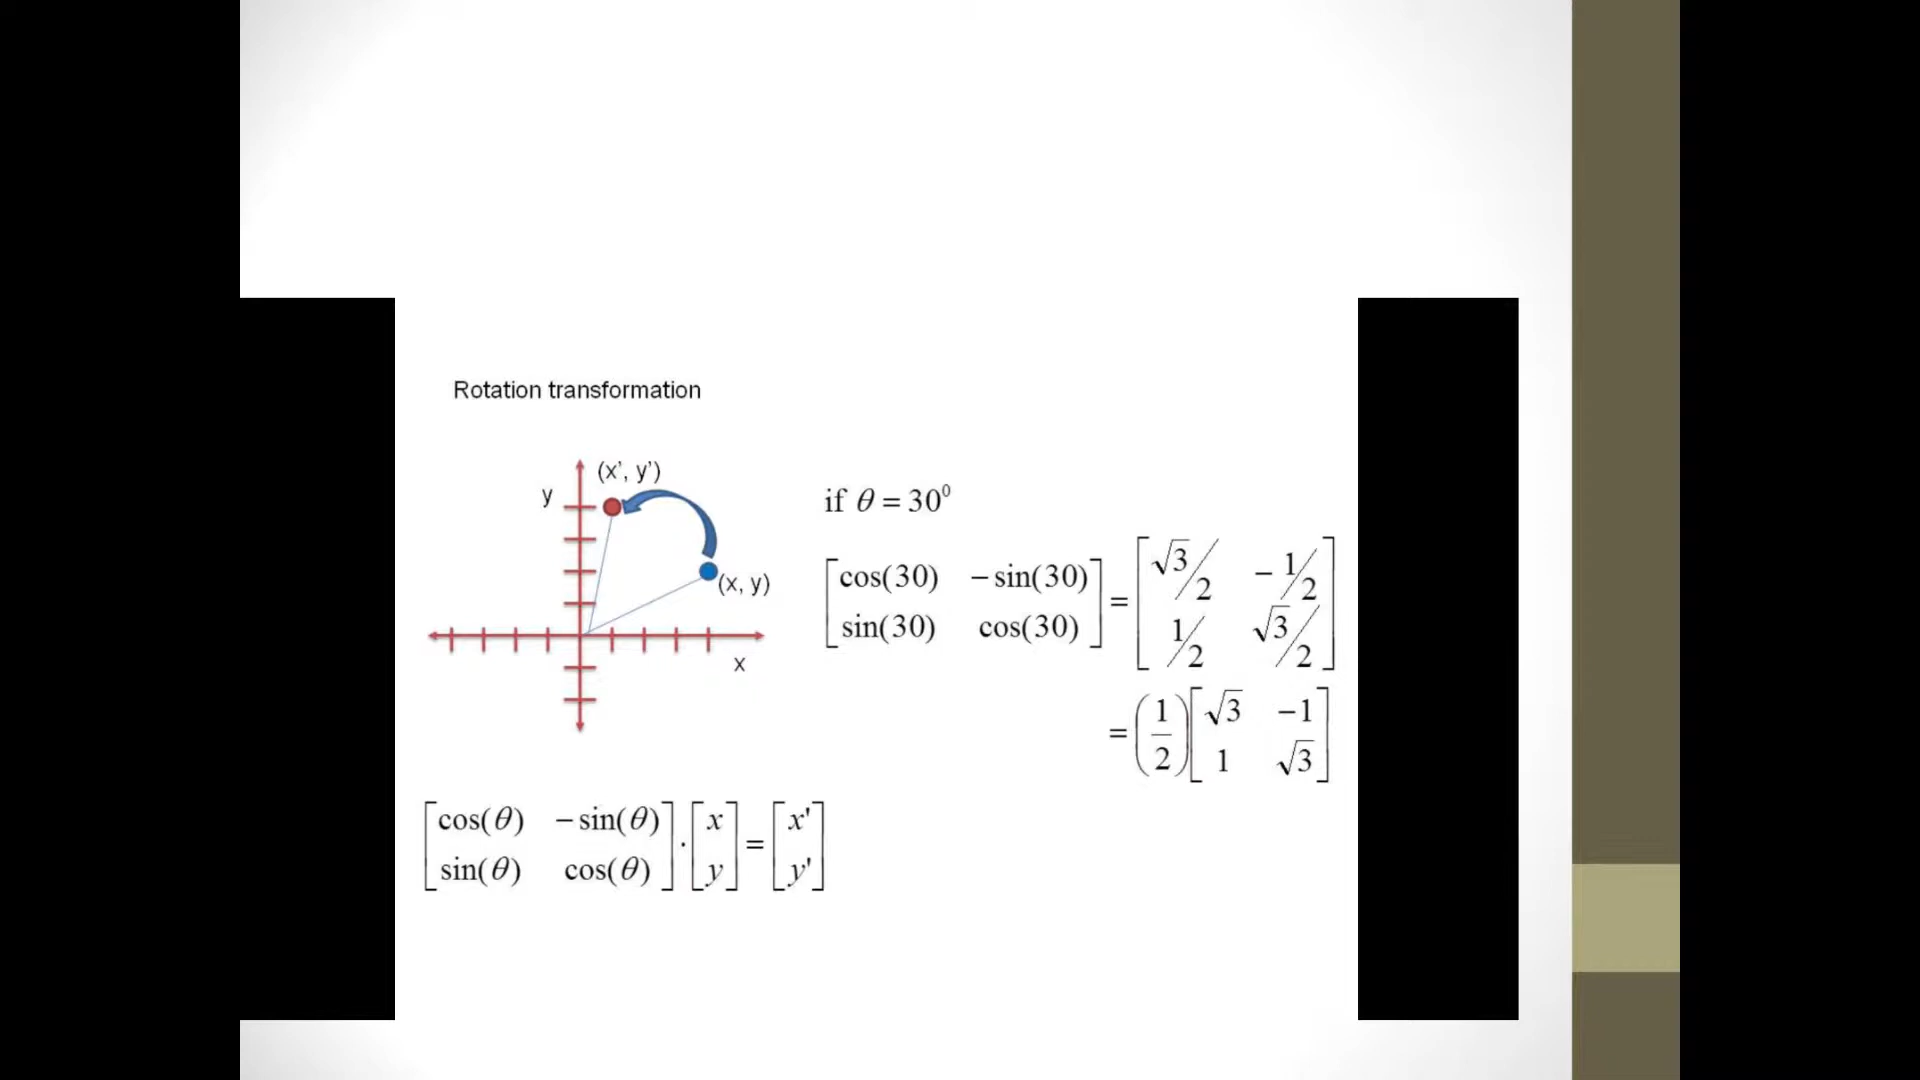 Rotation transformation
(x', y')
y
(x, y)
x
if θ = 30⁰
[cos(30) −sin(30)
sin(30) cos(30)] = [√3/2 −1/2
1/2 √3/2]
= (1/2)[√3 −1
1 √3]
[cos(θ) −sin(θ)
sin(θ) cos(θ)] · [x
y] = [x'
y']